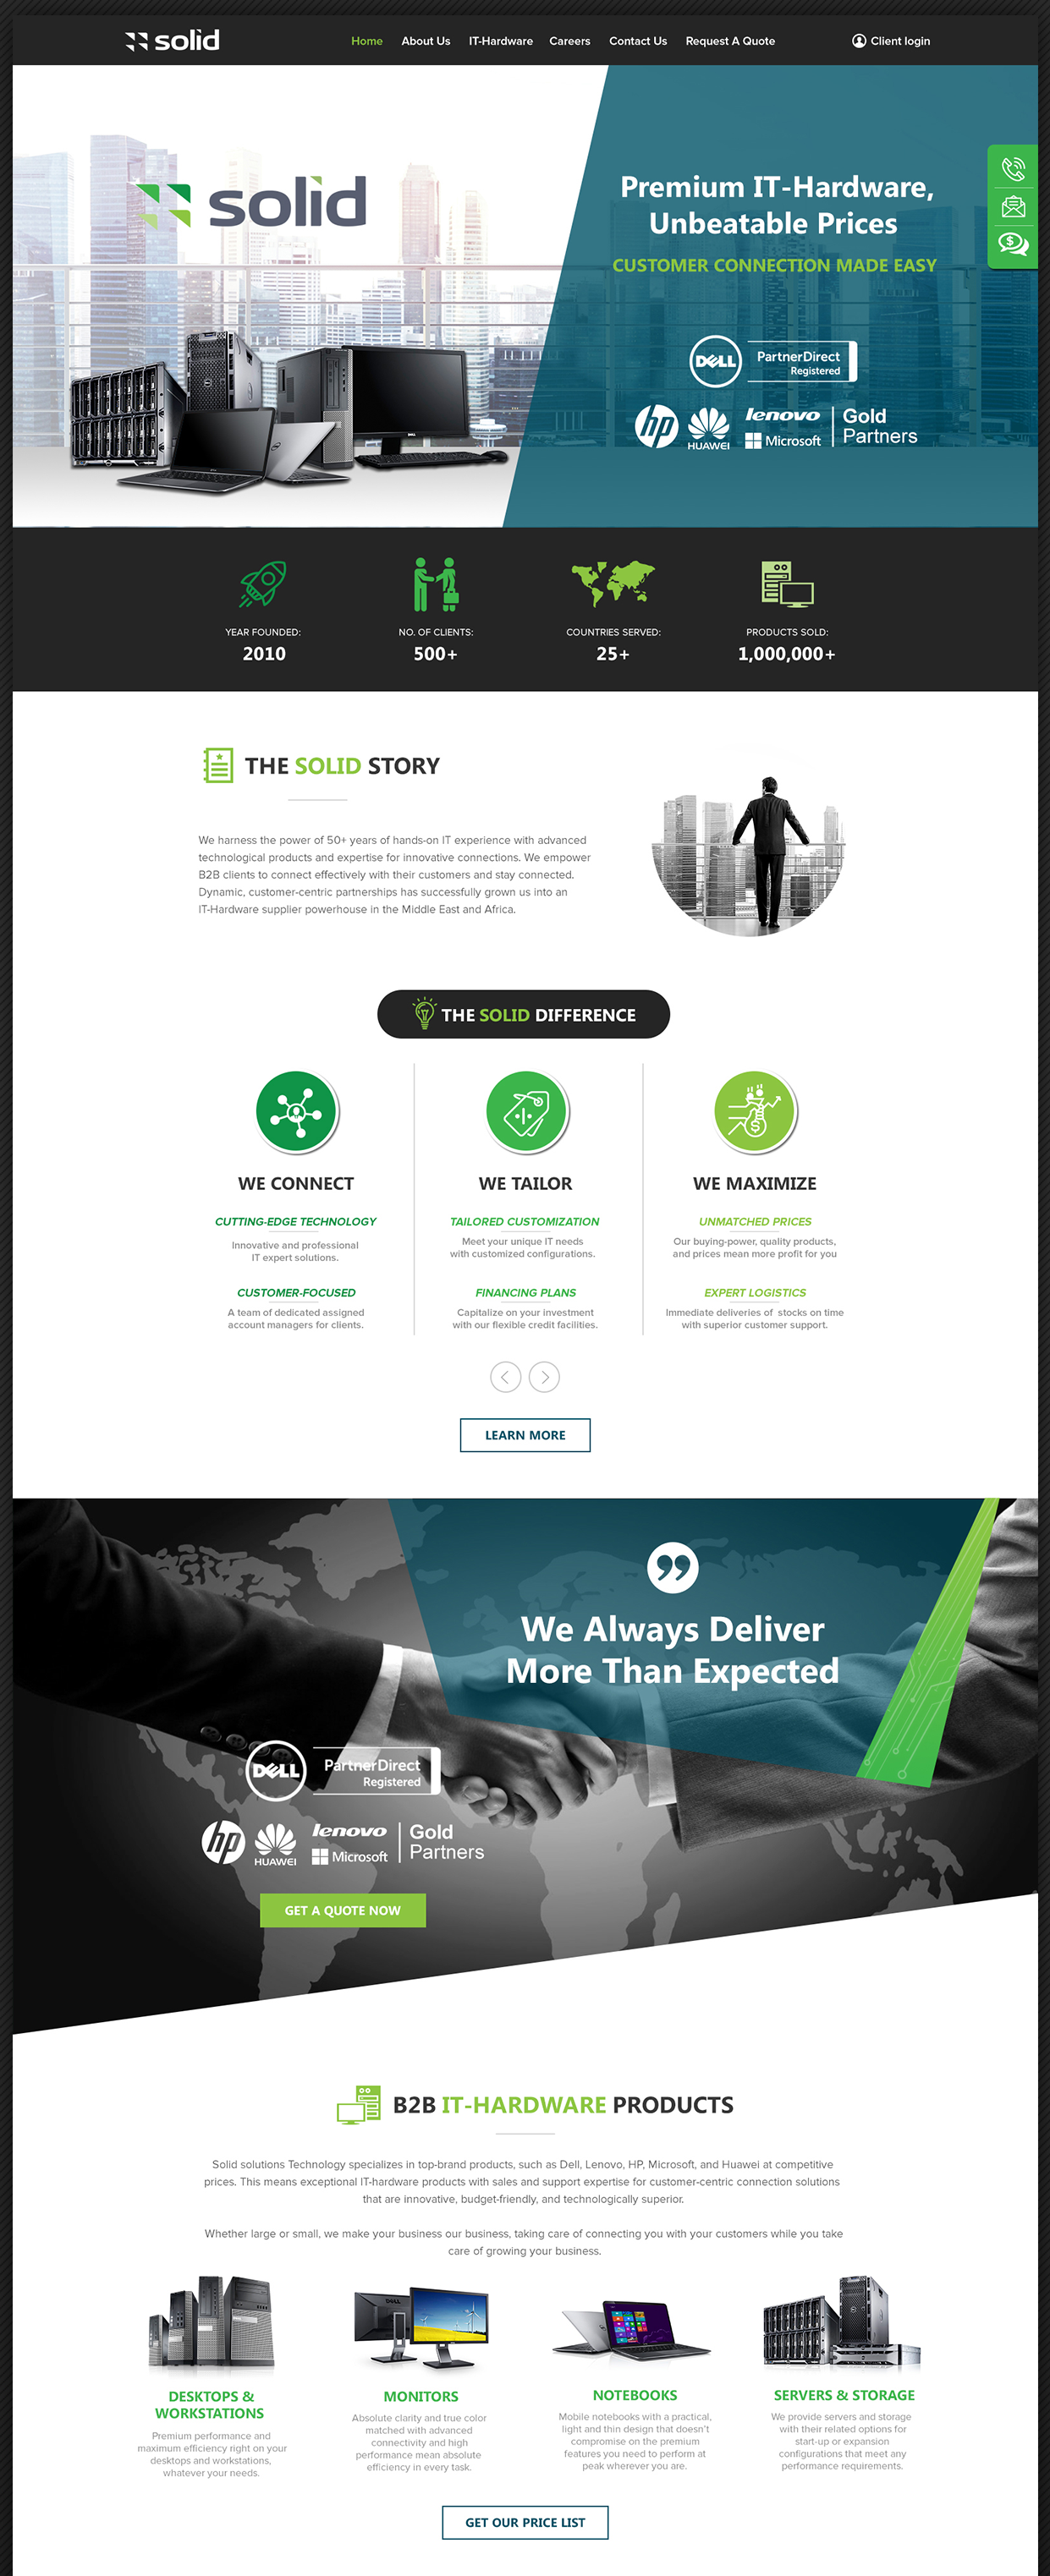 solid
Home About Us IT-Hardware Careers Contact Us Request A Quote Client login
solid
Premium IT-Hardware,
Unbeatable Prices
CUSTOMER CONNECTION MADE EASY
DELL PartnerDirect
Registered
hp HUAWEI lenovo Microsoft Gold
Partners
YEAR FOUNDED:
2010
NO. OF CLIENTS:
500+
COUNTRIES SERVED:
25+
PRODUCTS SOLD:
1,000,000+
THE SOLID STORY
We harness the power of 50+ years of hands-on IT experience with advanced
technological products and expertise for innovative connections. We empower
B2B clients to connect effectively with their customers and stay connected.
Dynamic, customer-centric partnerships has successfully grown us into an
IT-Hardware supplier powerhouse in the Middle East and Africa.
THE SOLID DIFFERENCE
WE CONNECT
CUTTING-EDGE TECHNOLOGY
Innovative and professional
IT expert solutions.
CUSTOMER-FOCUSED
A team of dedicated assigned
account managers for clients.
WE TAILOR
TAILORED CUSTOMIZATION
Meet your unique IT needs
with customized configurations.
FINANCING PLANS
Capitalize on your investment
with our flexible credit facilities.
WE MAXIMIZE
UNMATCHED PRICES
Our buying-power, quality products,
and prices mean more profit for you
EXPERT LOGISTICS
Immediate deliveries of stocks on time
with superior customer support.
LEARN MORE
We Always Deliver
More Than Expected
DELL PartnerDirect
Registered
hp HUAWEI lenovo Microsoft Gold
Partners
GET A QUOTE NOW
B2B IT-HARDWARE PRODUCTS
Solid solutions Technology specializes in top-brand products, such as Dell, Lenovo, HP, Microsoft, and Huawei at competitive
prices. This means exceptional IT-hardware products with sales and support expertise for customer-centric connection solutions
that are innovative, budget-friendly, and technologically superior.
Whether large or small, we make your business our business, taking care of connecting you with your customers while you take
care of growing your business.
DESKTOPS &
WORKSTATIONS
Premium performance and
maximum efficiency right on your
desktops and workstations,
whatever your needs.
MONITORS
Absolute clarity and true color
matched with advanced
connectivity and high
performance mean absolute
efficiency in every task.
NOTEBOOKS
Mobile notebooks with a practical,
light and thin design that doesn't
compromise on the premium
features you need to perform at
peak wherever you are.
SERVERS & STORAGE
We provide servers and storage
with their related options for
start-up or expansion
configurations that meet any
performance requirements.
GET OUR PRICE LIST